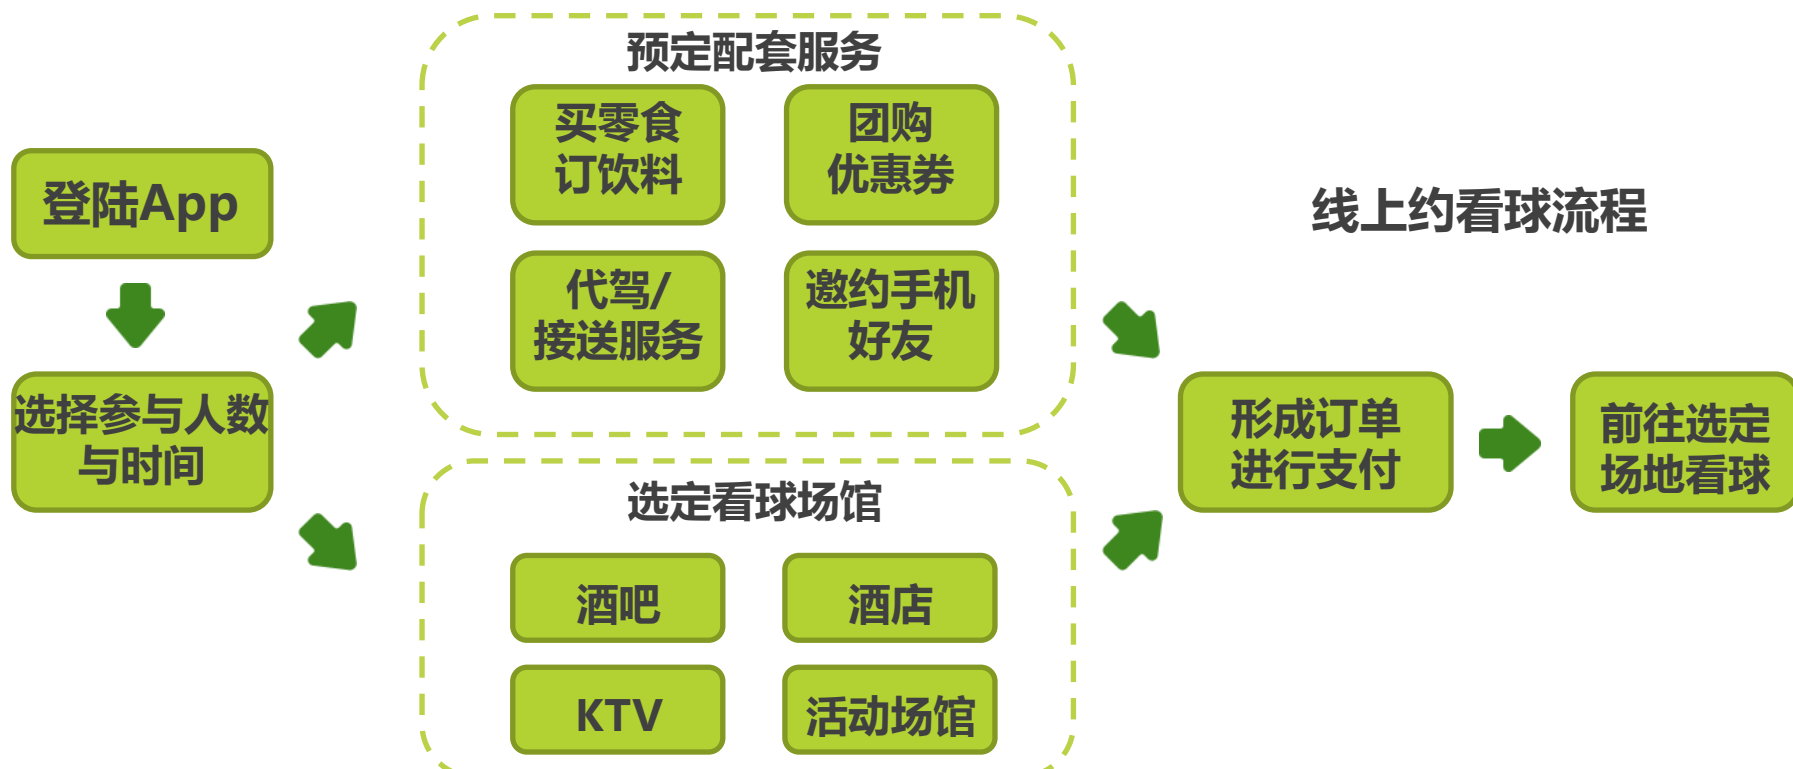 登陆App
选择参与人数
与时间
预定配套服务
买零食
订饮料
团购
优惠券
代驾/
接送服务
邀约手机
好友
选定看球场馆
酒吧
酒店
KTV
活动场馆
线上约看球流程
形成订单
进行支付
前往选定
场地看球